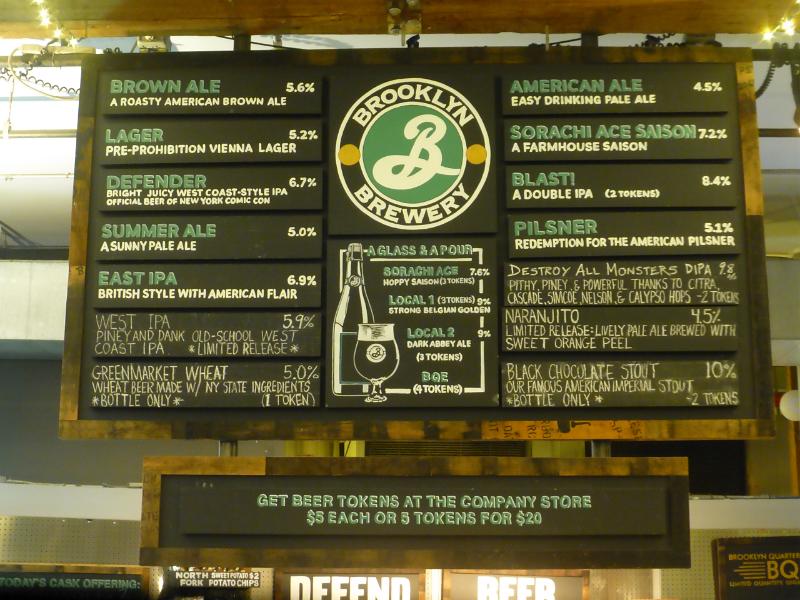 BROWN ALE 5.6%
A ROASTY AMERICAN BROWN ALE
LAGER 5.2%
PRE-PROHIBITION VIENNA LAGER
DEFENDER 6.7%
BRIGHT JUICY WEST COAST-STYLE IPA
OFFICIAL BEER OF NEW YORK COMIC CON
SUMMER ALE 5.0%
A SUNNY PALE ALE
EAST IPA 6.9%
BRITISH STYLE WITH AMERICAN FLAIR
WEST IPA 5.9%
PINEY AND DANK OLD-SCHOOL WEST
COAST IPA *LIMITED RELEASE*
GREENMARKET WHEAT 5.0%
WHEAT BEER MADE W/ NY STATE INGREDIENTS
*BOTTLE ONLY* (1 TOKEN)
BROOKLYN
B
BREWERY
A GLASS & A POUR
SORACHI ACE 7.6%
HOPPY SAISON (3 TOKENS)
LOCAL 1 (3 TOKENS) 9%
STRONG BELGIAN GOLDEN
LOCAL 2 9%
DARK ABBEY ALE
(3 TOKENS)
BQE
(4 TOKENS)
AMERICAN ALE 4.5%
EASY DRINKING PALE ALE
SORACHI ACE SAISON 7.2%
A FARMHOUSE SAISON
BLAST! 8.4%
A DOUBLE IPA (2 TOKENS)
PILSNER 5.1%
REDEMPTION FOR THE AMERICAN PILSNER
DESTROY ALL MONSTERS DIPA 9.8%
PITHY, PINEY, & POWERFUL THANKS TO CITRA,
CASCADE, SIMCOE, NELSON, & CALYPSO HOPS -2 TOKENS
NARANJITO 4.5%
LIMITED RELEASE: LIVELY PALE ALE BREWED WITH
SWEET ORANGE PEEL
BLACK CHOCOLATE STOUT 10%
OUR FAMOUS AMERICAN IMPERIAL STOUT
*BOTTLE ONLY* -2 TOKENS
GET BEER TOKENS AT THE COMPANY STORE
$5 EACH OR 5 TOKENS FOR $20
TODAY'S CASK OFFERING:
NORTH SWEET POTATO $2
FORK POTATO CHIPS
DEFEND
BEER
BROOKLYN QUARTER
BQ